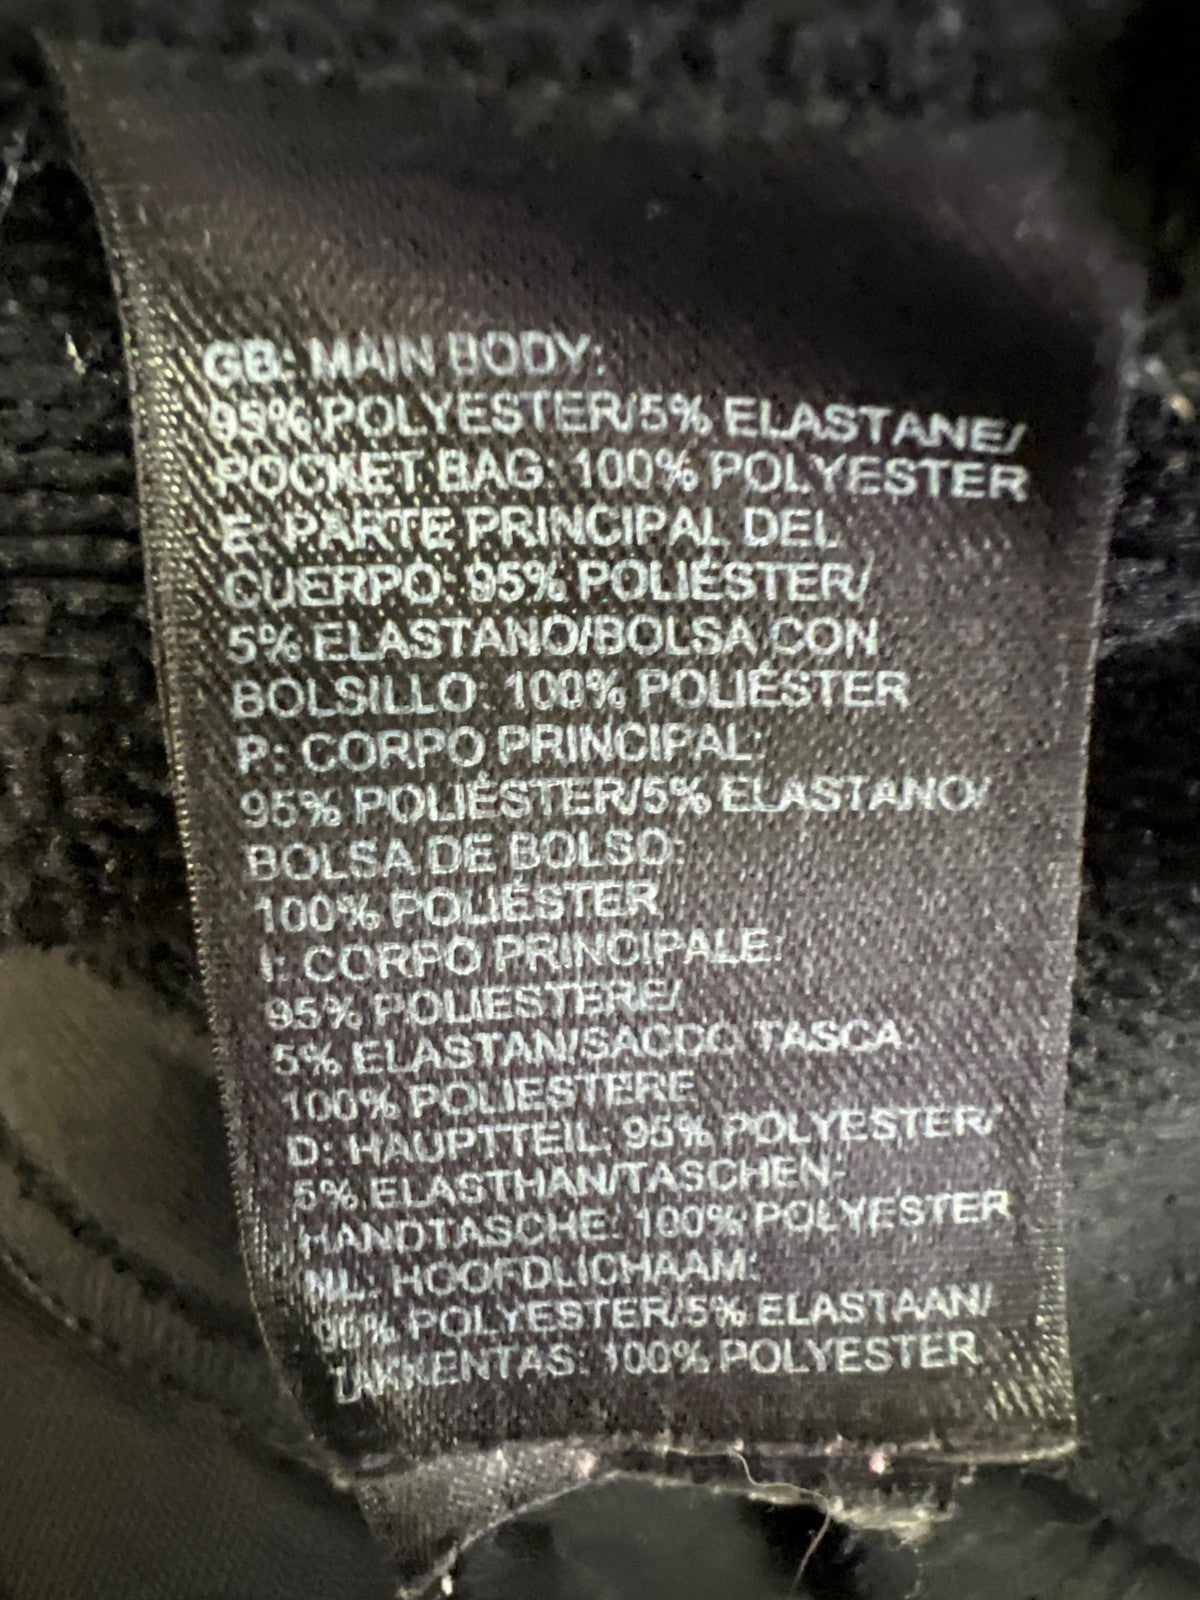 GB: MAIN BODY:
95% POLYESTER/5% ELASTANE/
POCKET BAG: 100% POLYESTER
E: PARTE PRINCIPAL DEL
CUERPO: 95% POLIÉSTER/
5% ELASTANO/BOLSA CON
BOLSILLO: 100% POLIÉSTER
P: CORPO PRINCIPAL:
95% POLIÉSTER/5% ELASTANO/
BOLSA DE BOLSO:
100% POLIÉSTER
I: CORPO PRINCIPALE:
95% POLIESTERE/
5% ELASTAN/SACCO TASCA:
100% POLIESTERE
D: HAUPTTEIL: 95% POLYESTER/
5% ELASTHAN/TASCHEN-
HANDTASCHE: 100% POLYESTER
NL: HOOFDLICHAAM:
95% POLYESTER/5% ELASTAAN/
ZAKKENTAS: 100% POLYESTER